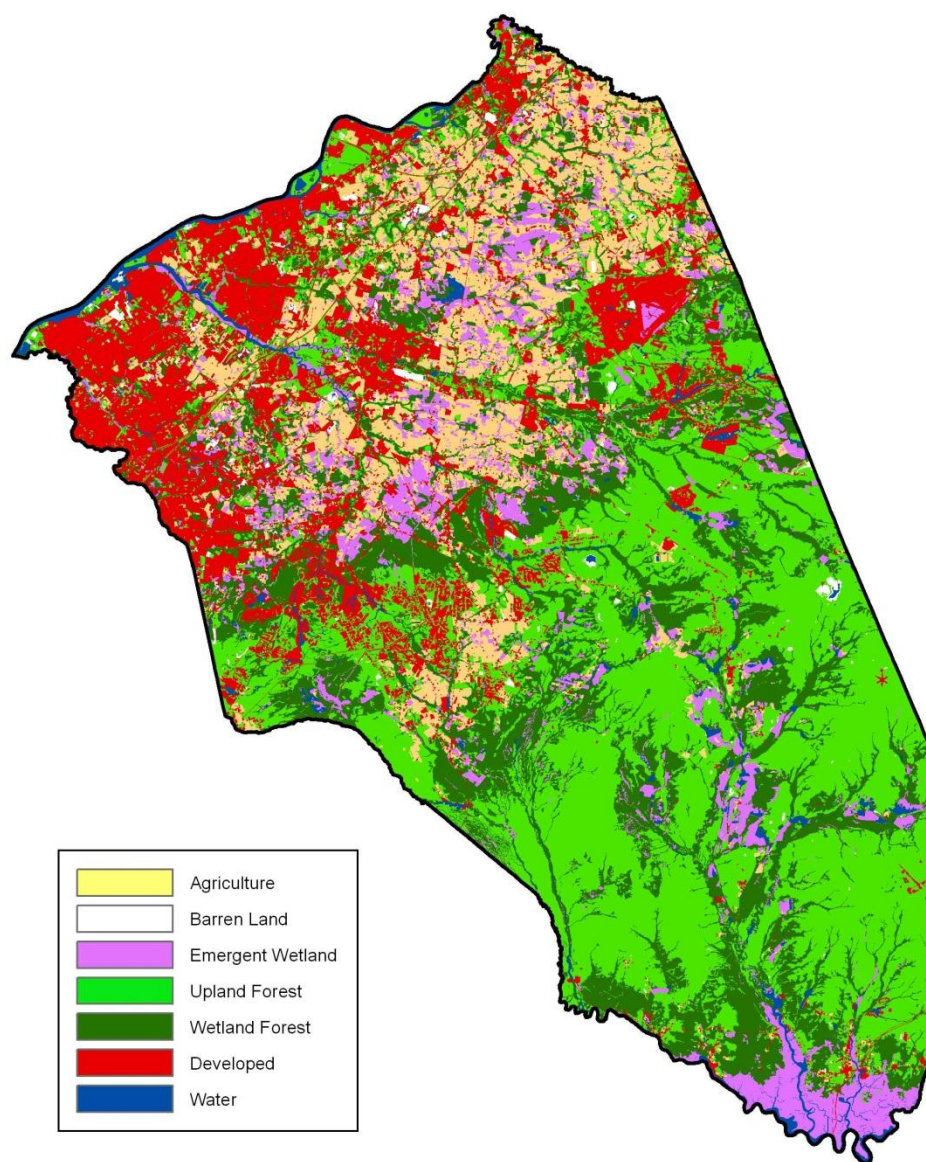 Agriculture
Barren Land
Emergent Wetland
Upland Forest
Wetland Forest
Developed
Water